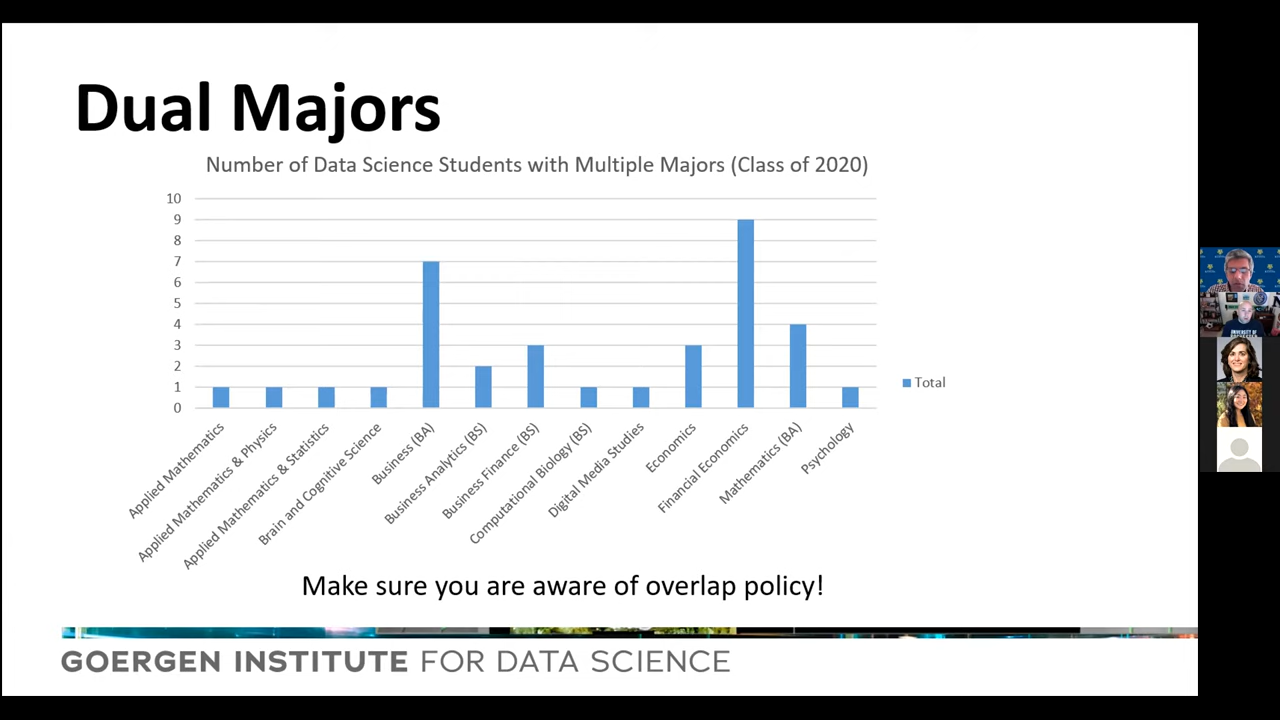 Dual Majors
Number of Data Science Students with Multiple Majors (Class of 2020)
10
9
8
7
6
5
4
3
2
1
0
Total
Applied Mathematics
Applied Mathematics & Physics
Applied Mathematics & Statistics
Brain and Cognitive Science
Business (BA)
Business Analytics (BS)
Business Finance (BS)
Computational Biology (BS)
Digital Media Studies
Economics
Financial Economics
Mathematics (BA)
Psychology
Make sure you are aware of overlap policy!
GOERGEN INSTITUTE FOR DATA SCIENCE
UNIVERSITY OF